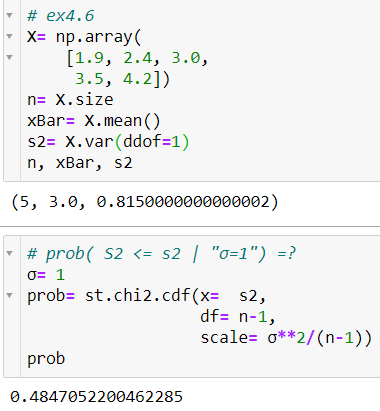 # ex4.6
X= np.array(
[1.9, 2.4, 3.0,
3.5, 4.2])
n= X.size
xBar= X.mean()
s2= X.var(ddof=1)
n, xBar, s2
(5, 3.0, 0.8150000000000002)
# prob( S2 <= s2 | "σ=1") =?
σ= 1
prob= st.chi2.cdf(x=  s2,
df= n-1,
scale= σ**2/(n-1))
prob
0.4847052200462285